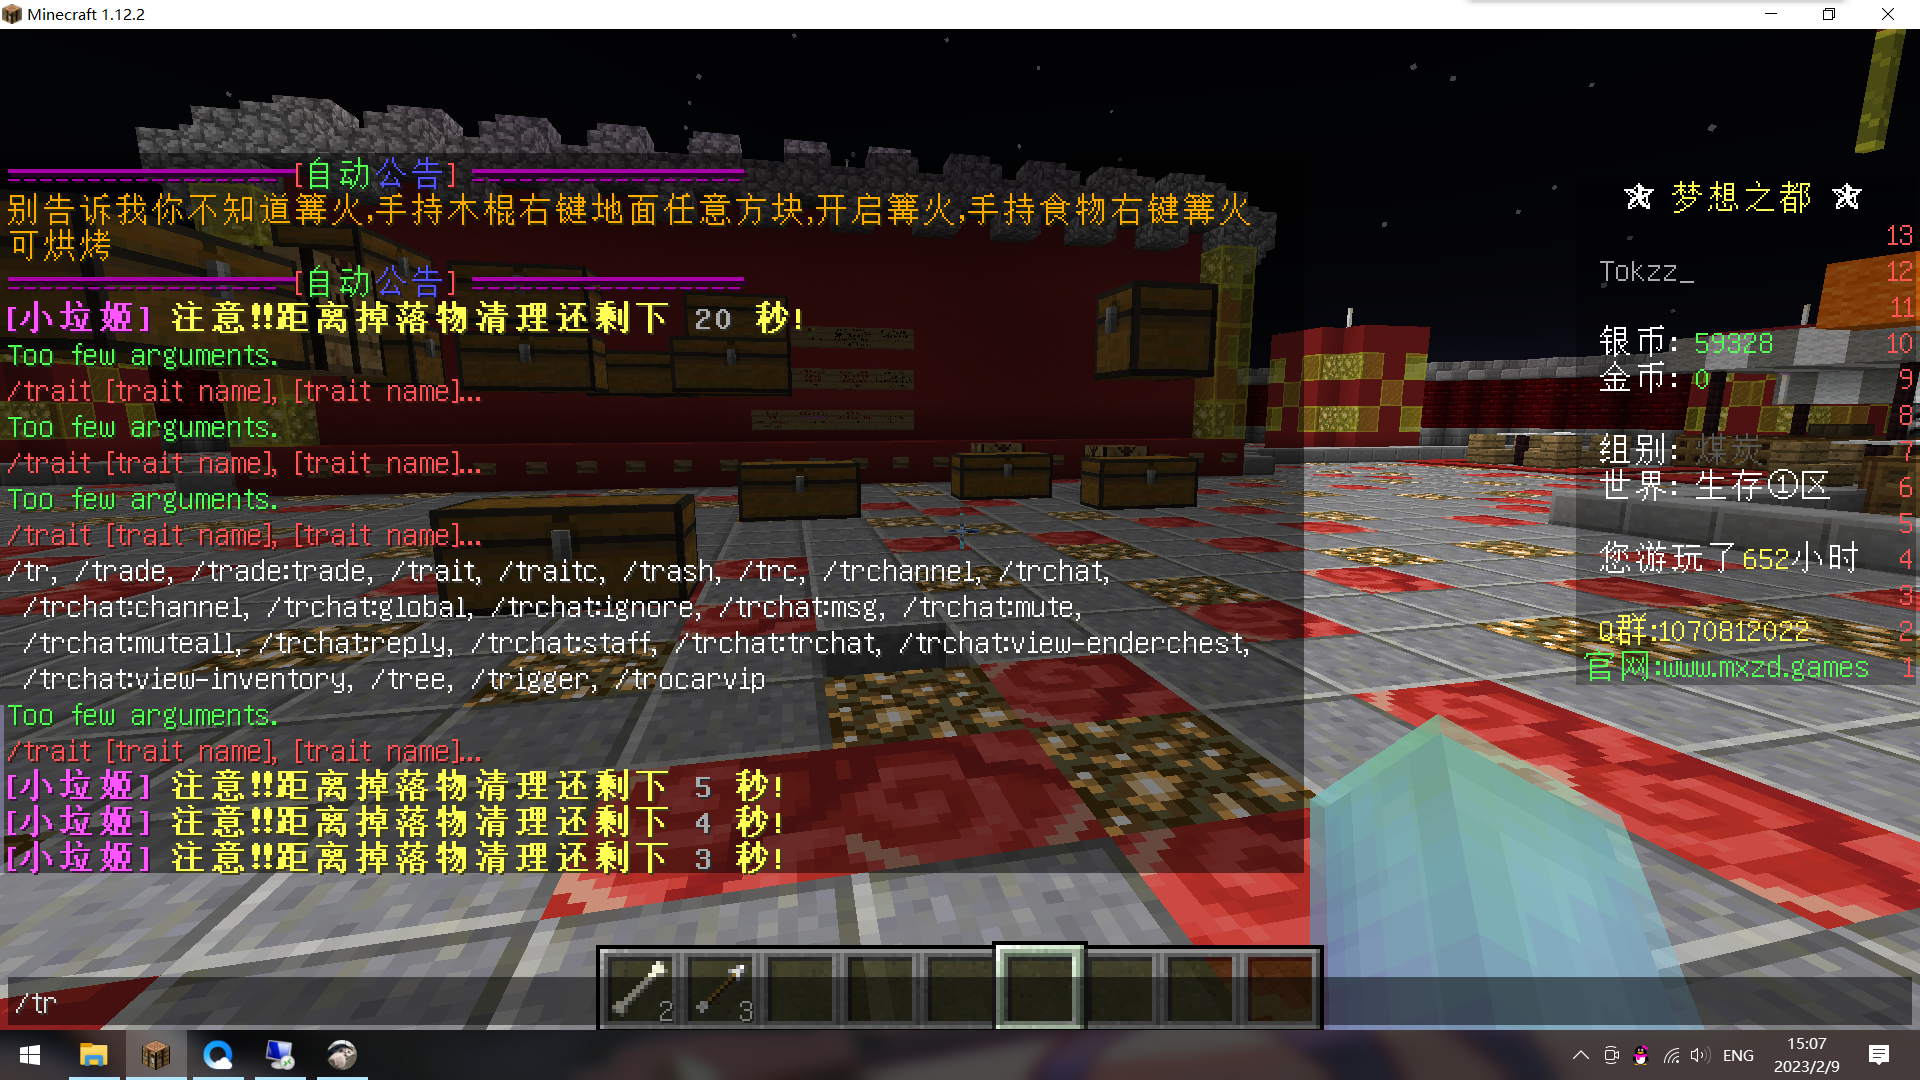 Minecraft 1.12.2
[自动公告]
别告诉我你不知道篝火,手持木棍右键地面任意方块,开启篝火,手持食物右键篝火
可烘烤
[自动公告]
[小垃姬] 注意!!距离掉落物清理还剩下 20 秒!
Too few arguments.
/trait [trait name], [trait name]...
Too few arguments.
/trait [trait name], [trait name]...
Too few arguments.
/trait [trait name], [trait name]...
/tr, /trade, /trade:trade, /trait, /traitc, /trash, /trc, /trchannel, /trchat,
/trchat:channel, /trchat:global, /trchat:ignore, /trchat:msg, /trchat:mute,
/trchat:muteall, /trchat:reply, /trchat:staff, /trchat:trchat, /trchat:view-enderchest,
/trchat:view-inventory, /tree, /trigger, /trocarvip
Too few arguments.
/trait [trait name], [trait name]...
[小垃姬] 注意!!距离掉落物清理还剩下 5 秒!
[小垃姬] 注意!!距离掉落物清理还剩下 4 秒!
[小垃姬] 注意!!距离掉落物清理还剩下 3 秒!
/tr
2
3
✯ 梦想之都 ✯
13
Tokzz_ 12
11
银币: 59328 10
金币: 0 9
8
组别: 煤炭 7
世界: 生存①区 6
5
您游玩了652小时 4
3
Q群:1070812022 2
官网:www.mxzd.games 1
ENG
15:07
2023/2/9